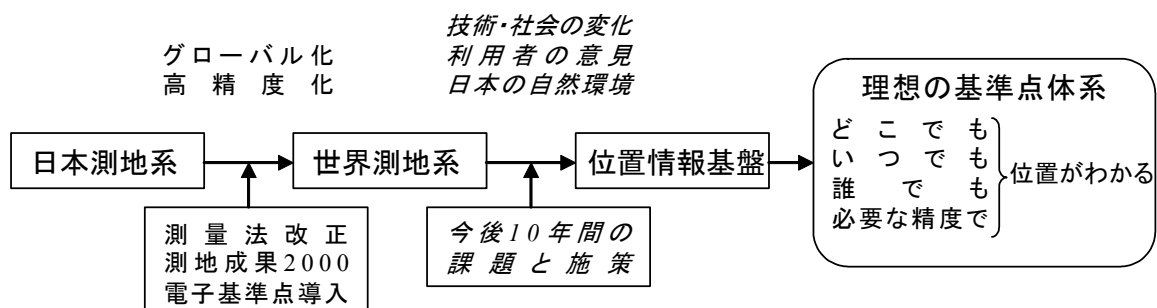 グローバル化
高精度化
技術・社会の変化
利用者の意見
日本の自然環境
日本測地系
世界測地系
位置情報基盤
理想の基準点体系
どこでも
いつでも
誰でも
必要な精度で
位置がわかる
測量法改正
測地成果2000
電子基準点導入
今後10年間の
課題と施策